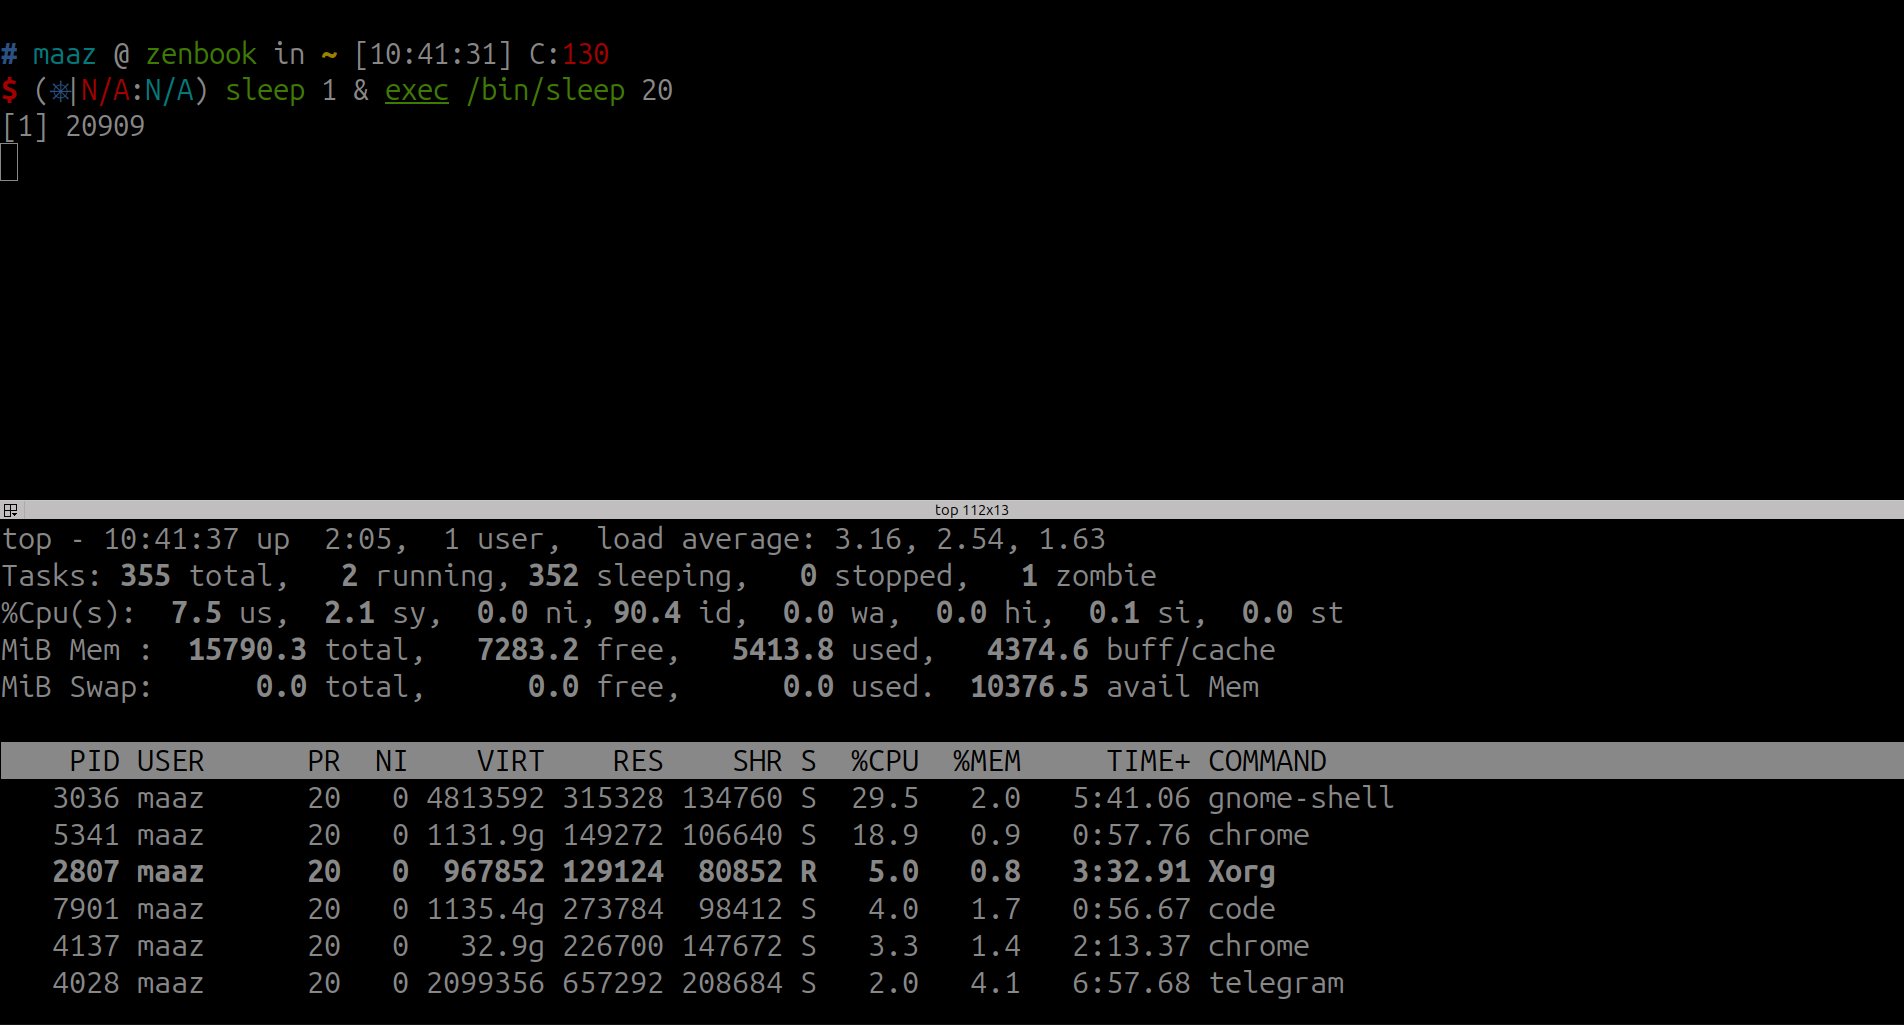 # maaz @ zenbook in ~ [10:41:31] C:130
$ (⎈|N/A:N/A) sleep 1 & exec /bin/sleep 20
[1] 20909
top 112x13
top - 10:41:37 up  2:05,  1 user,  load average: 3.16, 2.54, 1.63
Tasks: 355 total,   2 running, 352 sleeping,   0 stopped,   1 zombie
%Cpu(s):  7.5 us,  2.1 sy,  0.0 ni, 90.4 id,  0.0 wa,  0.0 hi,  0.1 si,  0.0 st
MiB Mem :  15790.3 total,   7283.2 free,   5413.8 used,   4374.6 buff/cache
MiB Swap:      0.0 total,      0.0 free,      0.0 used.  10376.5 avail Mem
    PID USER      PR  NI    VIRT    RES    SHR S  %CPU  %MEM     TIME+ COMMAND
   3036 maaz      20   0 4813592 315328 134760 S  29.5   2.0   5:41.06 gnome-shell
   5341 maaz      20   0 1131.9g 149272 106640 S  18.9   0.9   0:57.76 chrome
   2807 maaz      20   0  967852 129124  80852 R   5.0   0.8   3:32.91 Xorg
   7901 maaz      20   0 1135.4g 273784  98412 S   4.0   1.7   0:56.67 code
   4137 maaz      20   0   32.9g 226700 147672 S   3.3   1.4   2:13.37 chrome
   4028 maaz      20   0 2099356 657292 208684 S   2.0   4.1   6:57.68 telegram